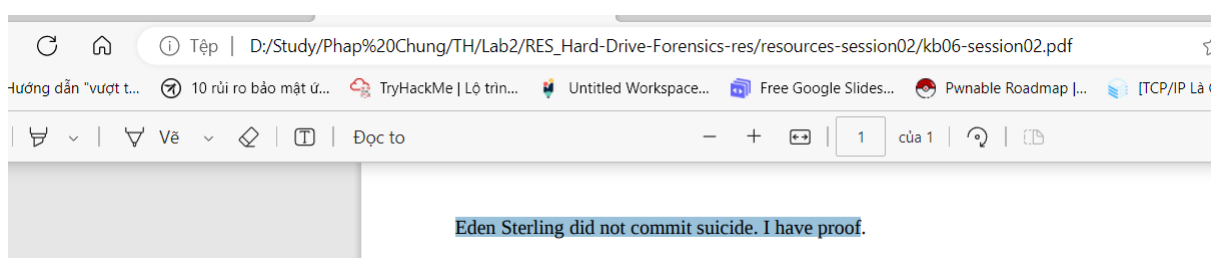 Tệp | D:/Study/Phap%20Chung/TH/Lab2/RES_Hard-Drive-Forensics-res/resources-session02/kb06-session02.pdf
Hướng dẫn "vượt t... 10 rủi ro bảo mật ứ... TryHackMe | Lộ trìn... Untitled Workspace... Free Google Slides... Pwnable Roadmap |... [TCP/IP Là
Vẽ Đọc to 1 của 1
Eden Sterling did not commit suicide. I have proof.